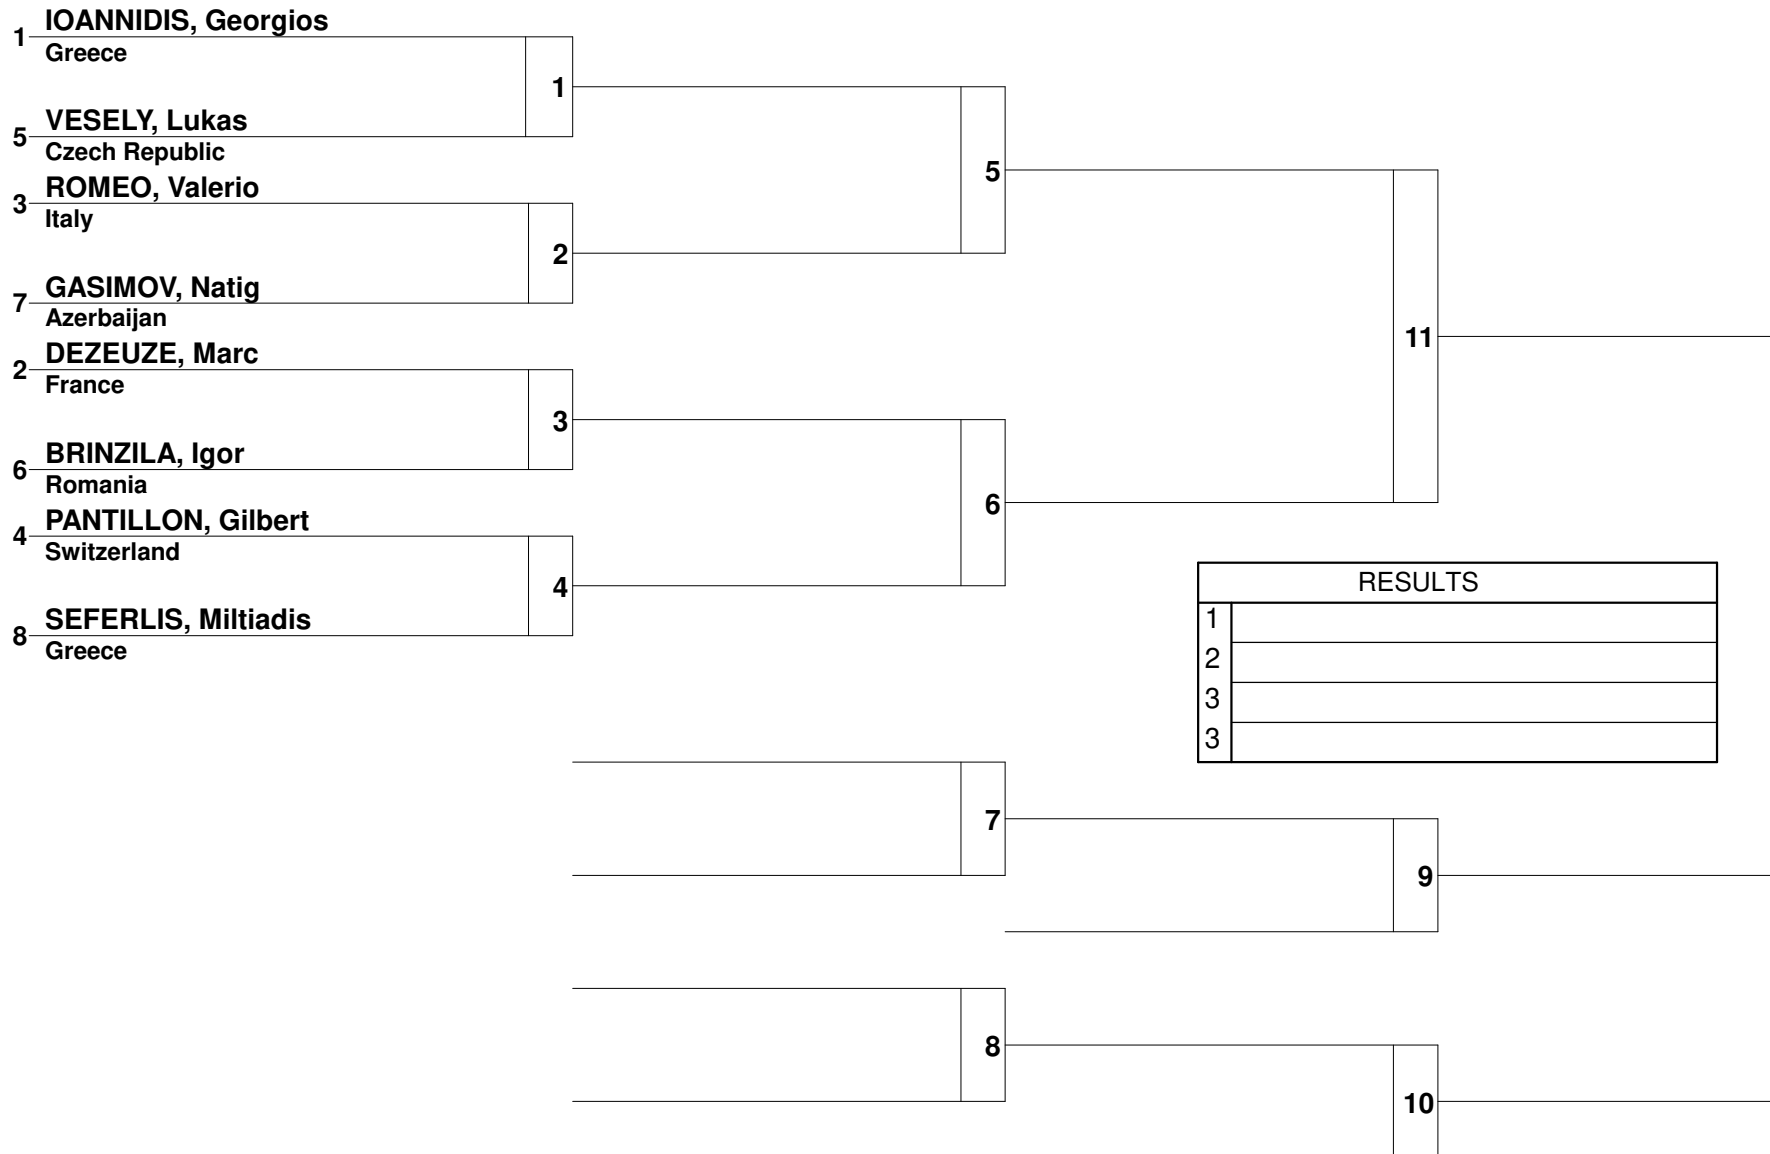 IOANNIDIS, Georgios
1
Greece
1
VESELY, Lukas
5
Czech Republic
5
ROMEO, Valerio
3
Italy
2
GASIMOV, Natig
7
Azerbaijan
11
DEZEUZE, Marc
2
France
3
BRINZILA, Igor
6
Romania
6
PANTILLON, Gilbert
4
Switzerland
4
SEFERLIS, Miltiadis
8
Greece
RESULTS
1
2
3
3
7
9
8
10